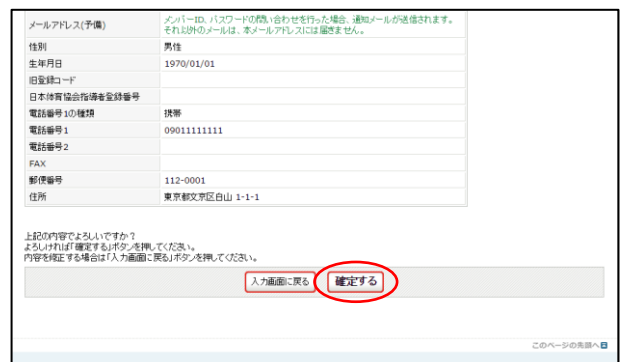 メールアドレス(予備) メンバーID、パスワードの問い合わせを行った場合、通知メールが送信されます。
それ以外のメールは、本メールアドレスには届きません。
性別 男性
生年月日 1970/01/01
旧登録コード
日本体育協会指導者登録番号
電話番号1の種類 携帯
電話番号1 09011111111
電話番号2
FAX
郵便番号 112-0001
住所 東京都文京区白山 1-1-1
上記の内容でよろしいですか?
よろしければ「確定する」ボタンを押してください。
内容を修正する場合は「入力画面に戻る」ボタンを押してください。
入力画面に戻る 確定する
このページの先頭へ